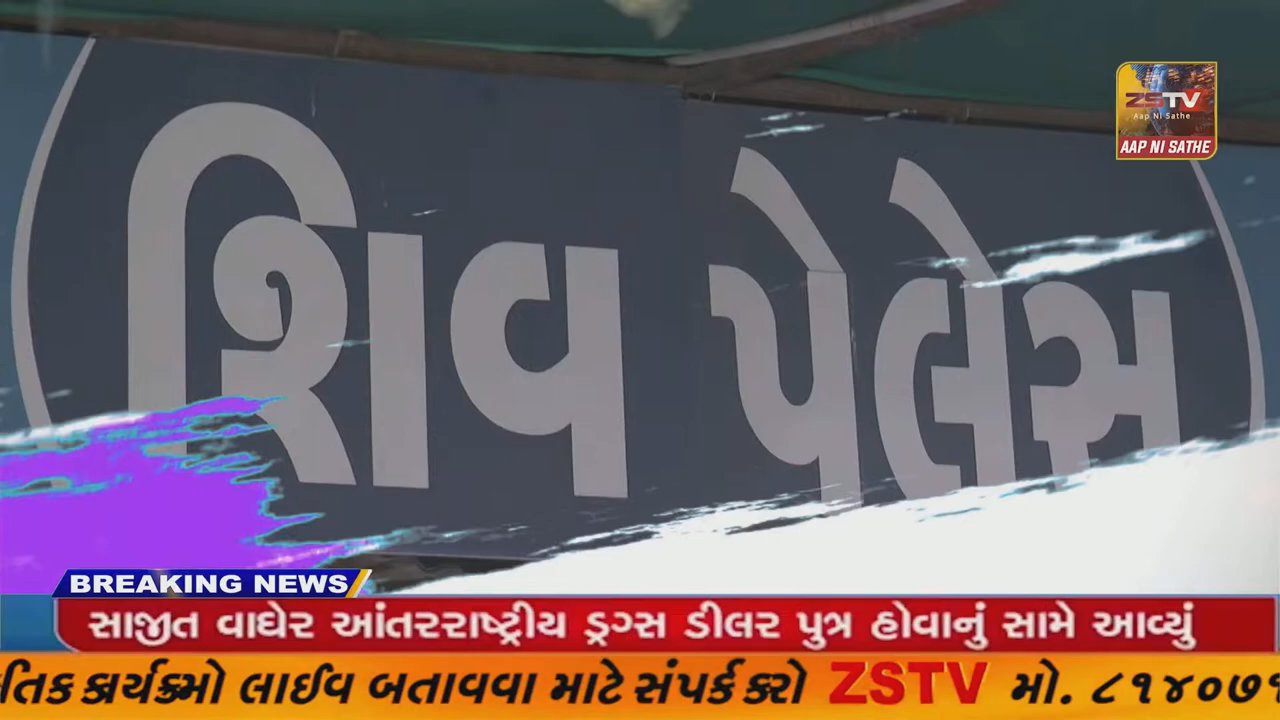 ZSTV
Aap Ni Sathe
AAP NI SATHE
શિવ પેલેસ
BREAKING NEWS
સાજીત વાઘેર આંતરરાષ્ટ્રીય ડ્રગ્સ ડીલર પુત્ર હોવાનું સામે આવ્યું
કાર્યક્રમો લાઈવ બતાવવા માટે સંપર્ક કરો ZSTV મો. ૮૧૪૦૭